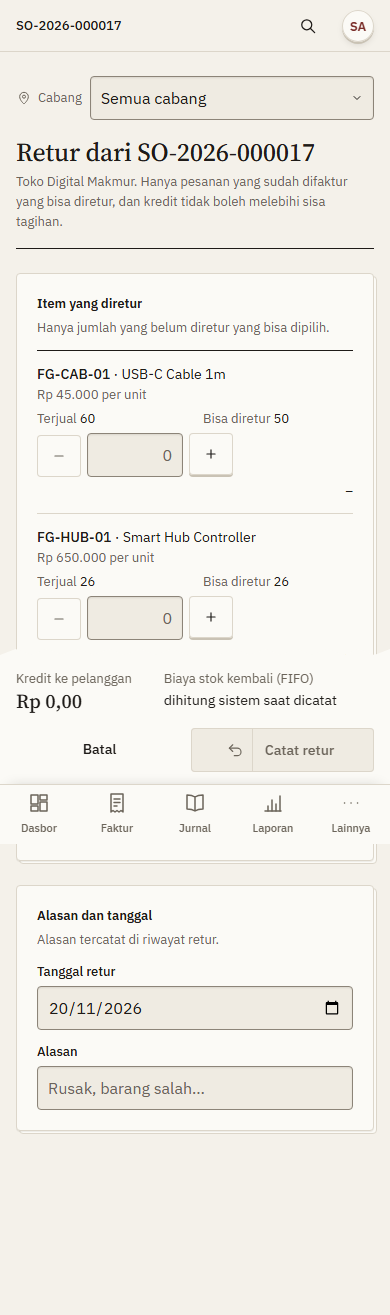 SO-2026-000017
SA
Cabang
Semua cabang
Retur dari SO-2026-000017
Toko Digital Makmur. Hanya pesanan yang sudah difaktur
yang bisa diretur, dan kredit tidak boleh melebihi sisa
tagihan.
Item yang diretur
Hanya jumlah yang belum diretur yang bisa dipilih.
FG-CAB-01 · USB-C Cable 1m
Rp 45.000 per unit
Terjual 60 Bisa diretur 50
− 0 +
–
FG-HUB-01 · Smart Hub Controller
Rp 650.000 per unit
Terjual 26 Bisa diretur 26
− 0 +
Kredit ke pelanggan Biaya stok kembali (FIFO)
Rp 0,00 dihitung sistem saat dicatat
Batal Catat retur
Dasbor Faktur Jurnal Laporan Lainnya
Alasan dan tanggal
Alasan tercatat di riwayat retur.
Tanggal retur
20/11/2026
Alasan
Rusak, barang salah...